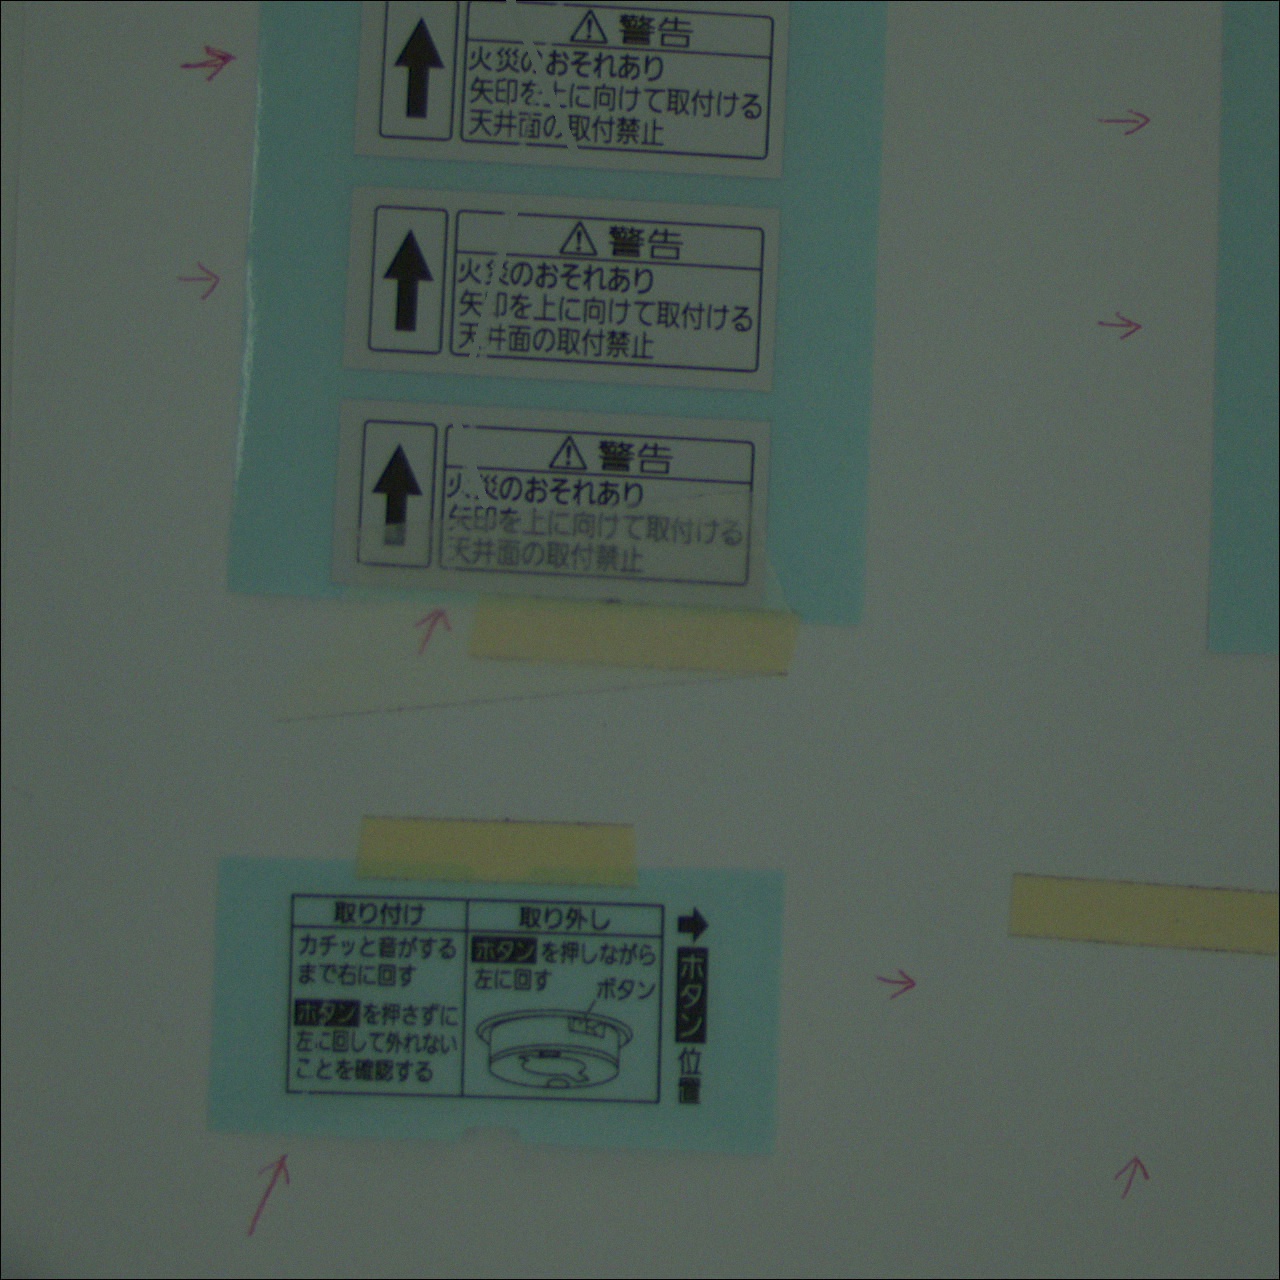 警告
火災のおそれあり
矢印を上に向けて取付ける
天井面の取付禁止
警告
火災のおそれあり
矢印を上に向けて取付ける
天井面の取付禁止
警告
火災のおそれあり
矢印を上に向けて取付ける
天井面の取付禁止
取り付け
カチッと音がする
まで右に回す
ボタンを押さずに
左に回して外れない
ことを確認する
取り外し
ボタンを押しながら
左に回す
ボタン
ボタン位置